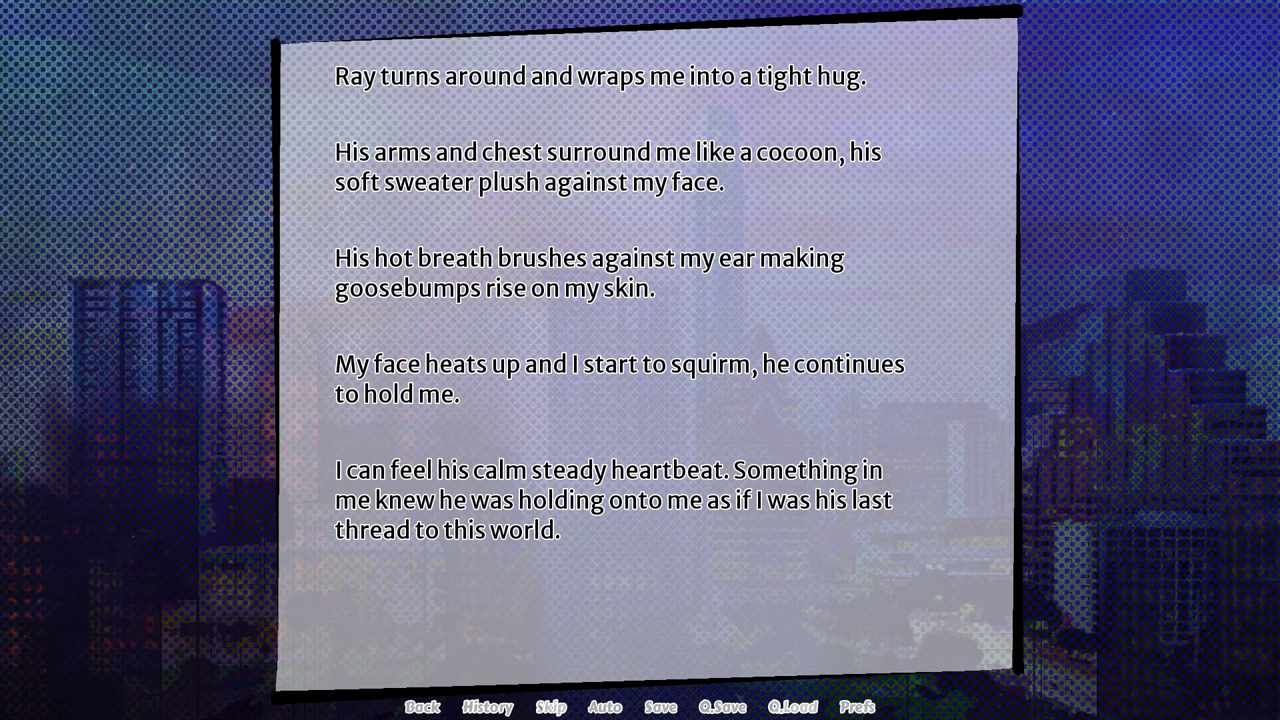 Ray turns around and wraps me into a tight hug.
His arms and chest surround me like a cocoon, his
soft sweater plush against my face.
His hot breath brushes against my ear making
goosebumps rise on my skin.
My face heats up and I start to squirm, he continues
to hold me.
I can feel his calm steady heartbeat. Something in
me knew he was holding onto me as if I was his last
thread to this world.
Back History Skip Auto Save Q.Save Q.Load Prefs